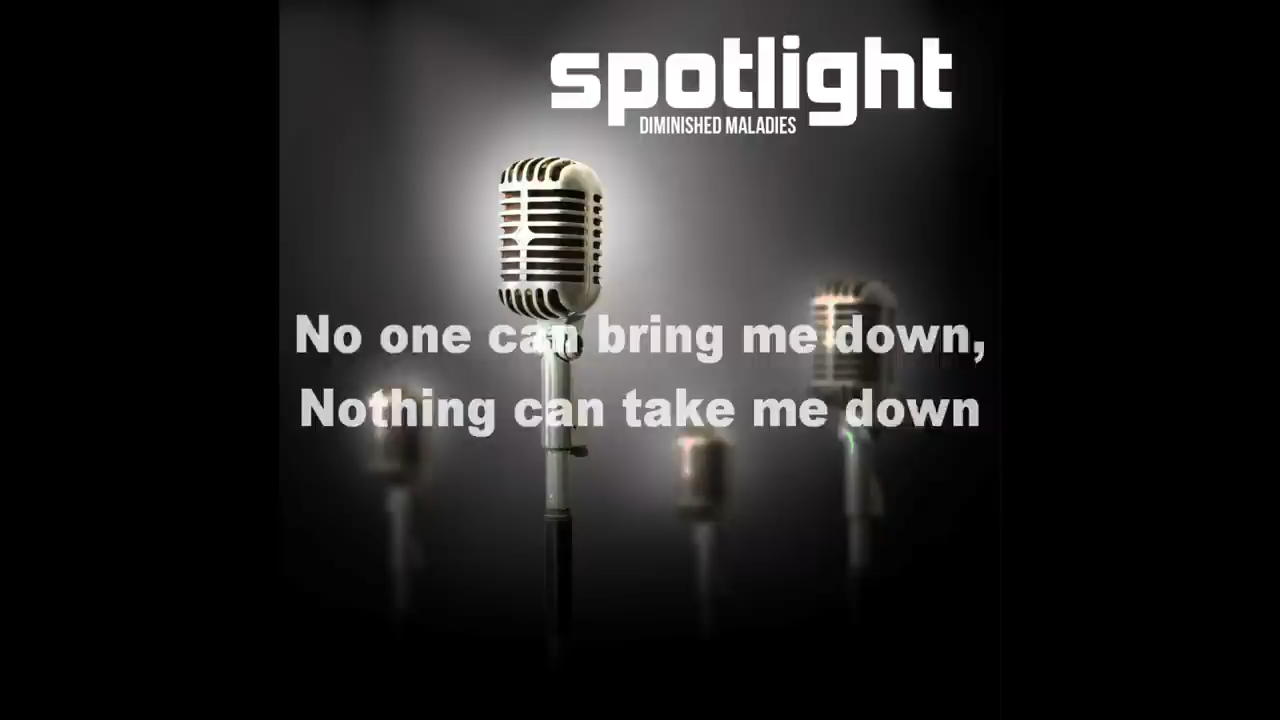 spotlight
DIMINISHED MALADIES
No one can bring me down,
Nothing can take me down